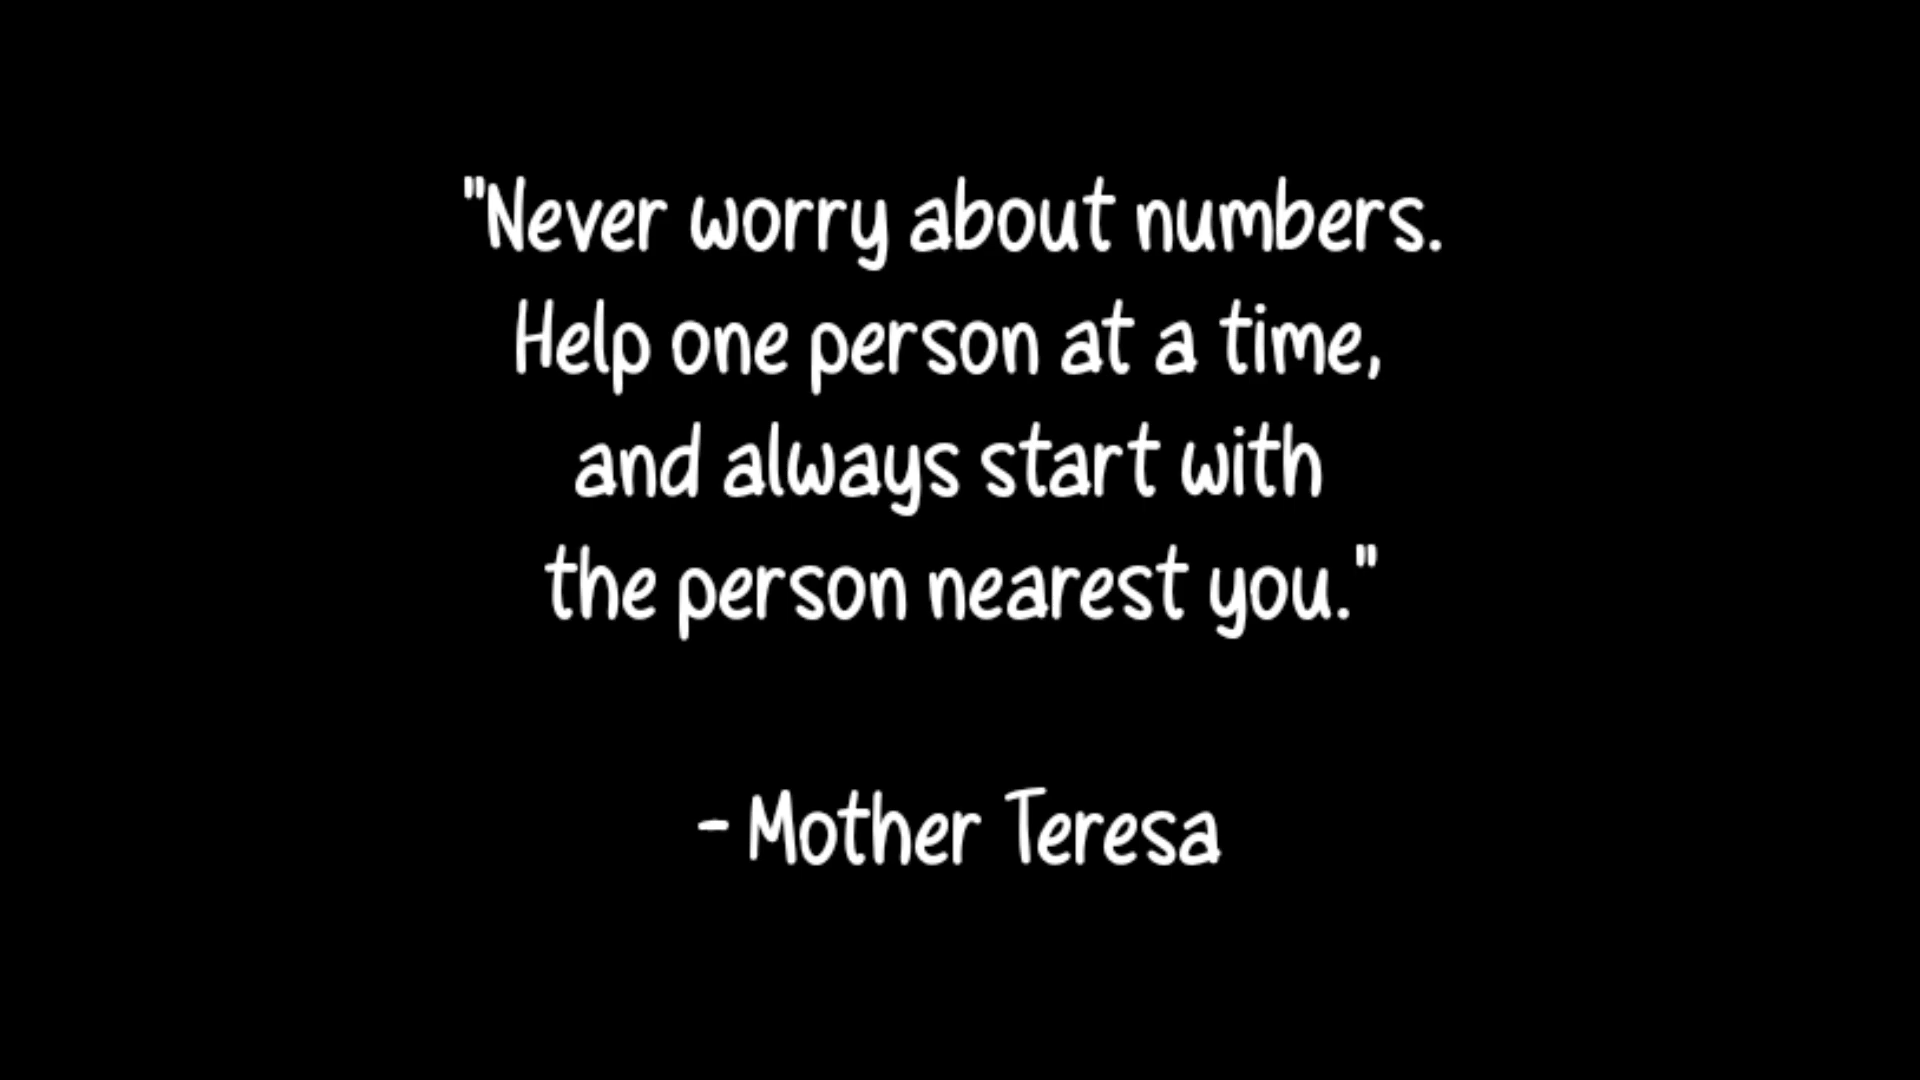 "Never worry about numbers.
Help one person at a time,
and always start with
the person nearest you."
- Mother Teresa